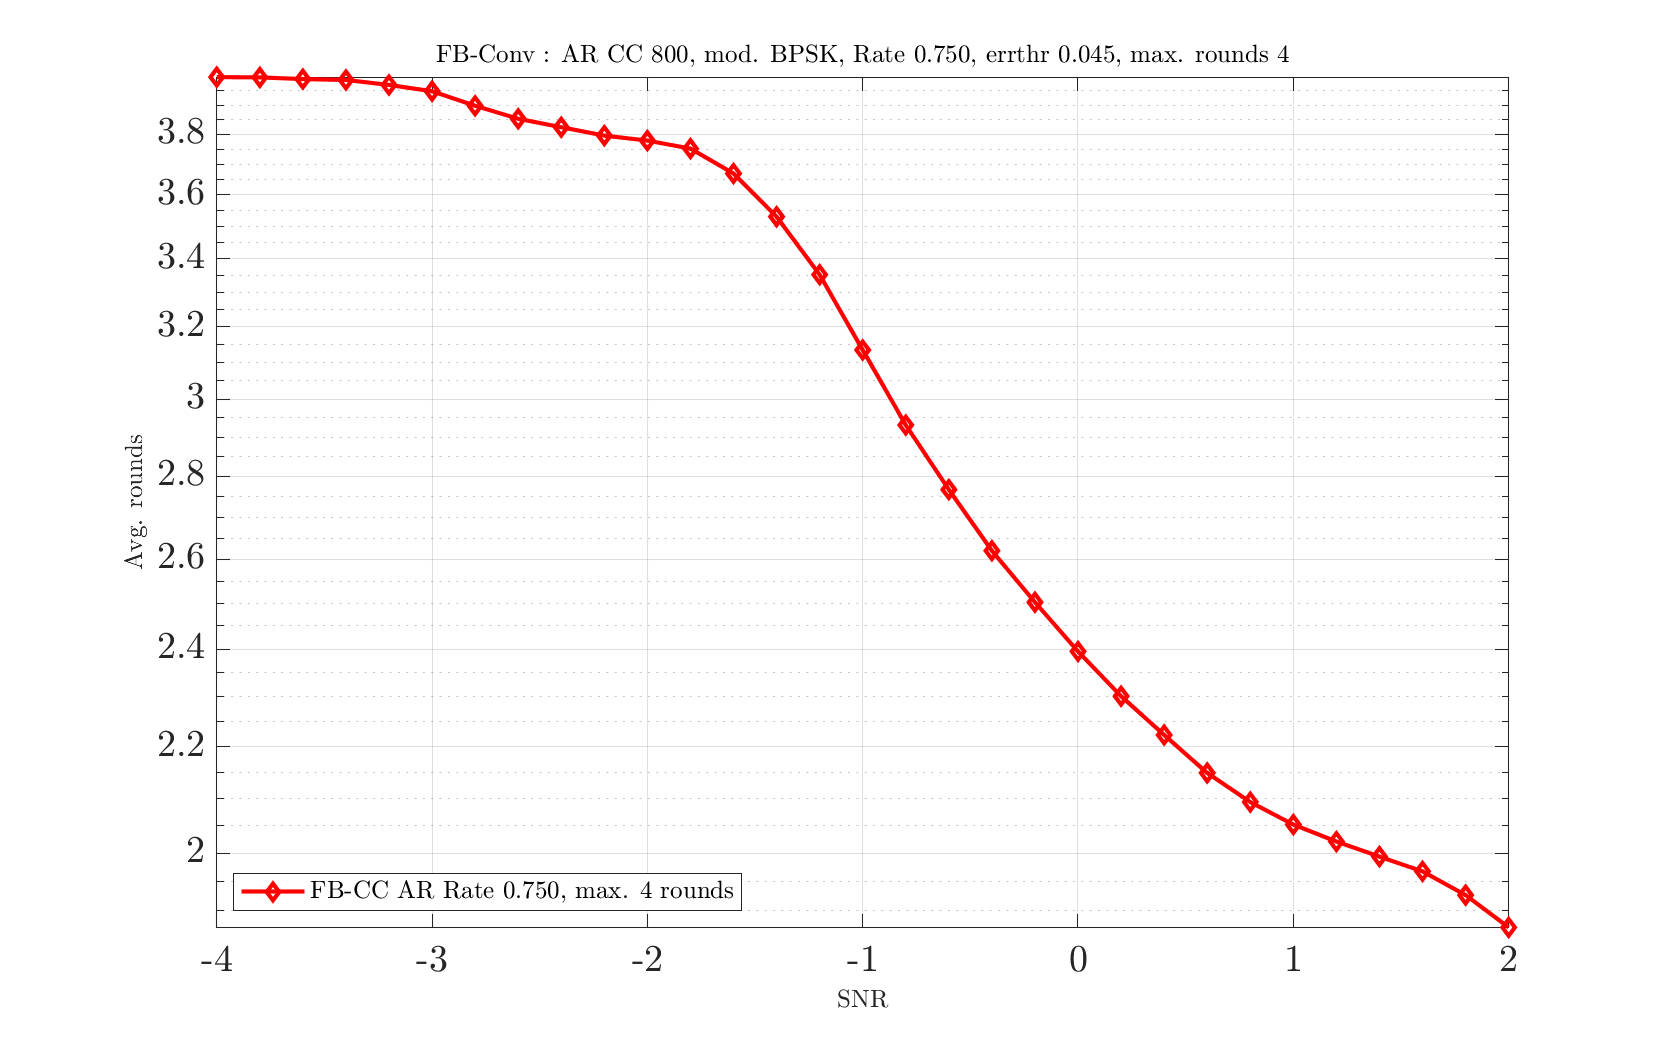 FB-Conv : AR CC 800, mod. BPSK, Rate 0.750, errthr 0.045, max. rounds 4
3.8
3.6
3.4
3.2
3
2.8
2.6
2.4
2.2
2
Avg. rounds
FB-CC AR Rate 0.750, max. 4 rounds
-4 -3 -2 -1 0 1 2
SNR